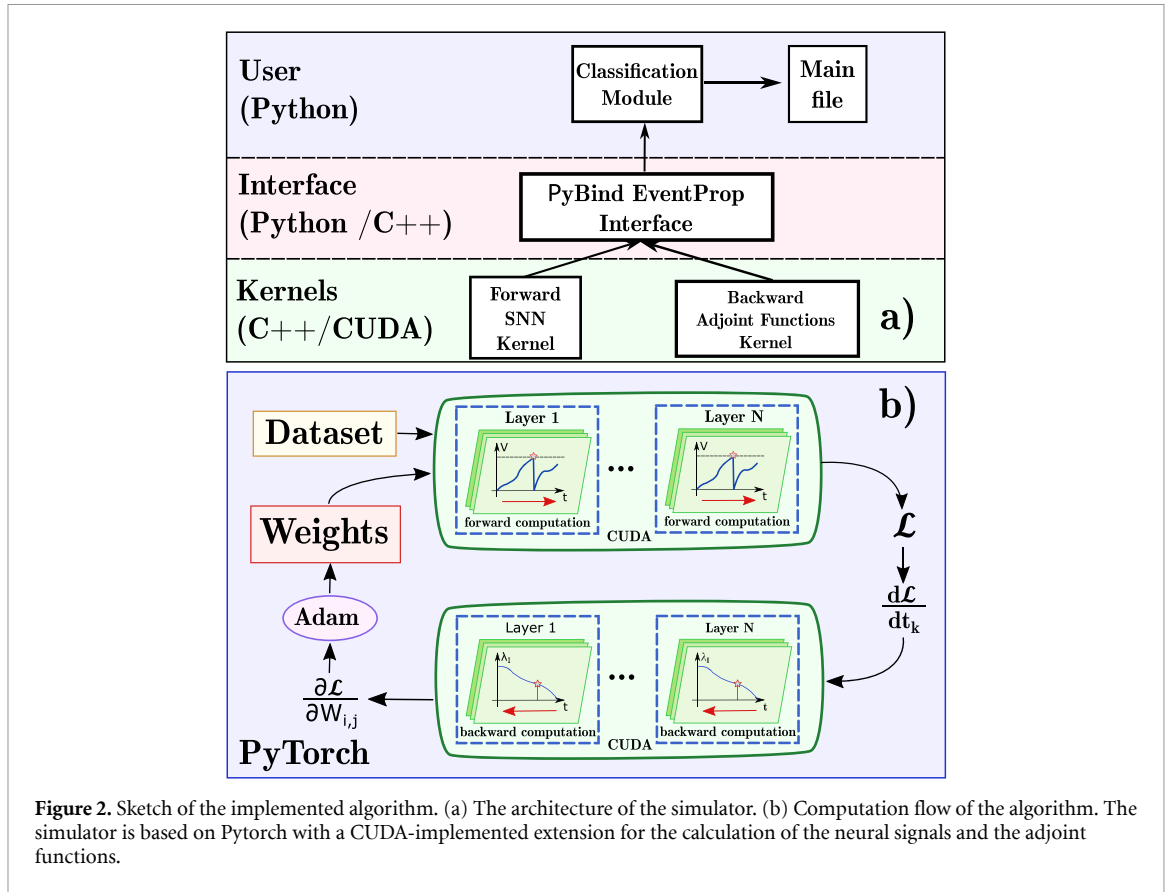 User
(Python)
Classification
Module
Main
file
Interface
(Python /C++)
PyBind EventProp
Interface
Kernels
(C++/CUDA)
Forward
SNN
Kernel
Backward
Adjoint Functions
Kernel
a)
b)
Dataset
Weights
Adam
∂ℒ
∂W_{i,j}
PyTorch
Layer 1
V
t
forward computation
...
Layer N
V
t
forward computation
CUDA
ℒ
dℒ
dt_k
Layer 1
λ_I
t
backward computation
...
Layer N
λ_I
t
backward computation
CUDA
Figure 2. Sketch of the implemented algorithm. (a) The architecture of the simulator. (b) Computation flow of the algorithm. The
simulator is based on Pytorch with a CUDA-implemented extension for the calculation of the neural signals and the adjoint
functions.